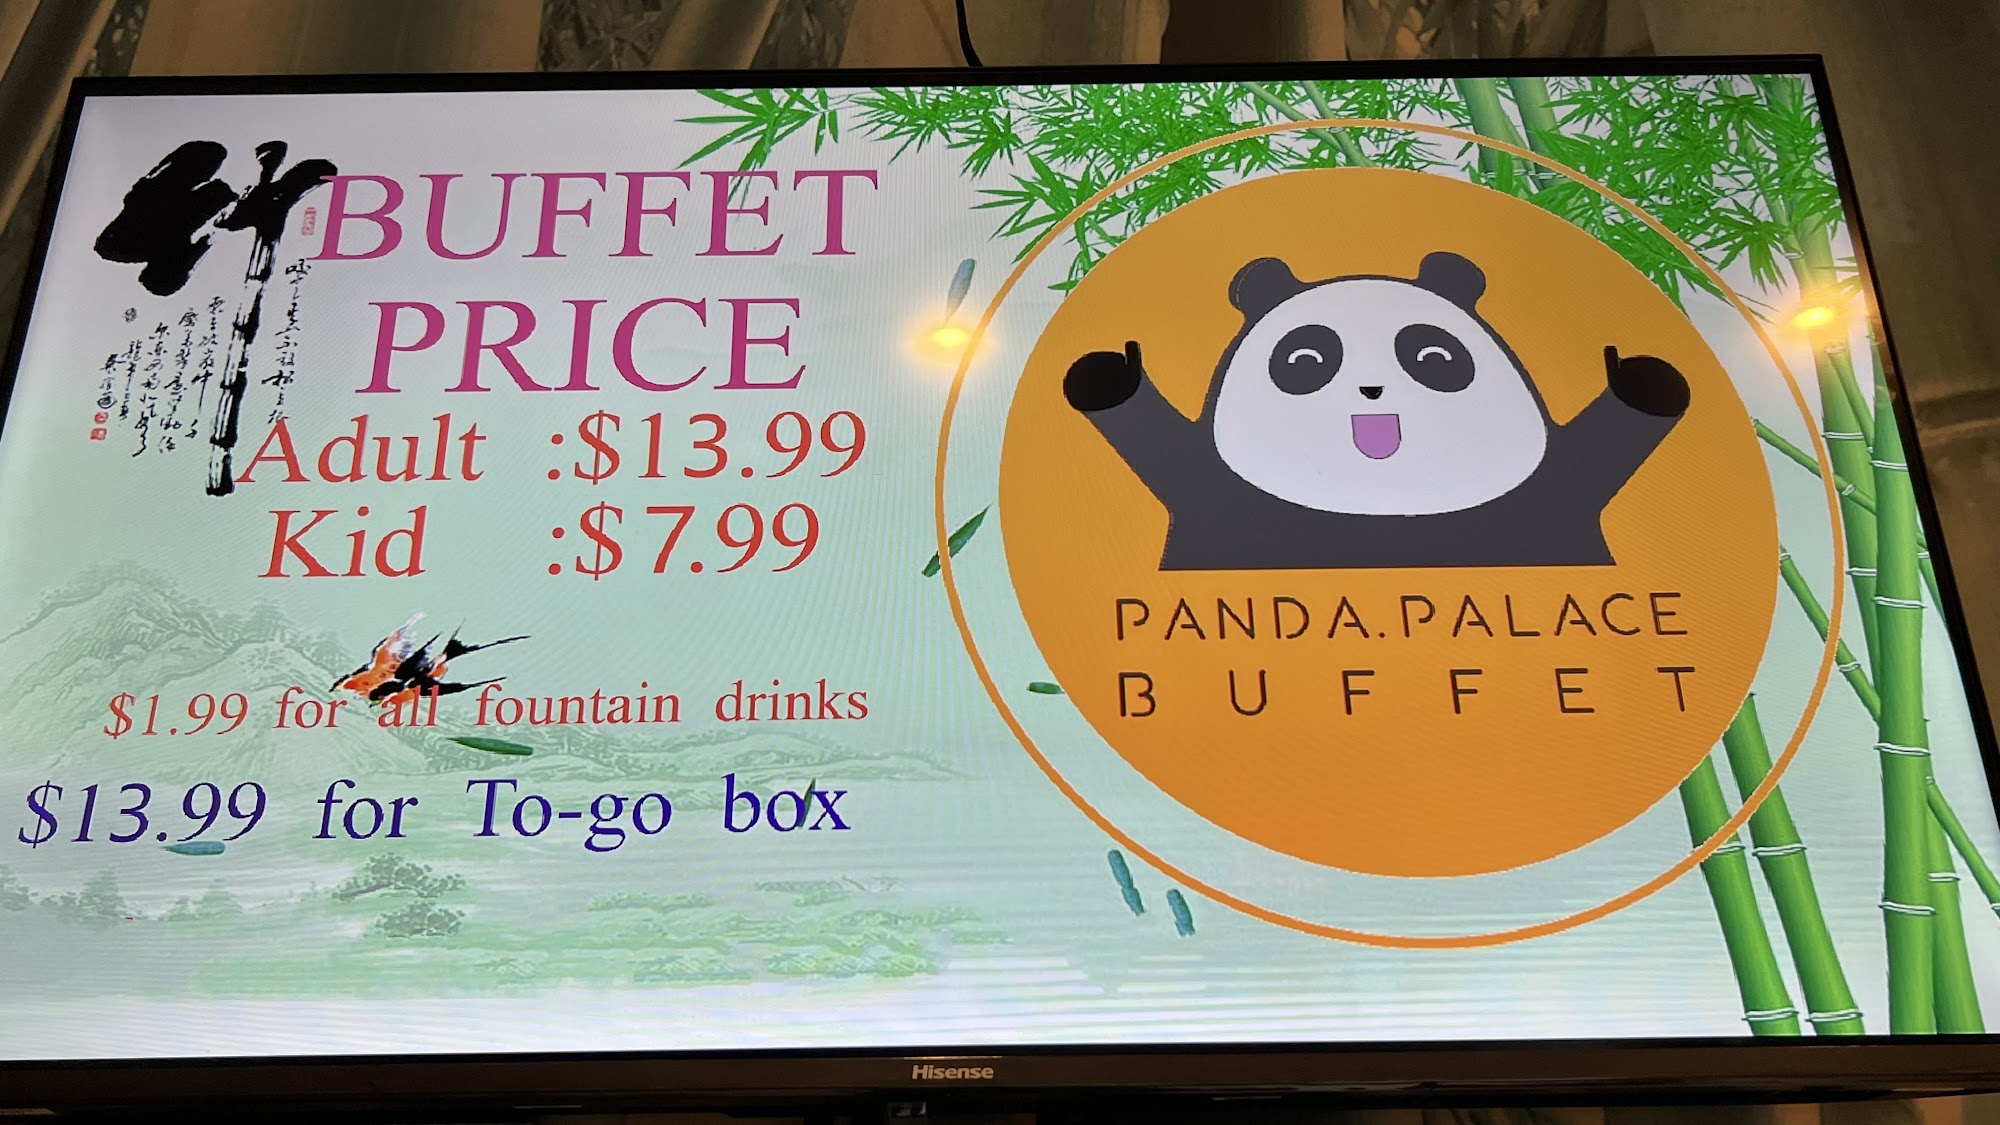 竹
BUFFET
PRICE
Adult :$13.99
Kid :$7.99
$1.99 for all fountain drinks
$13.99 for To-go box
PANDA.PALACE
BUFFET
Hisense